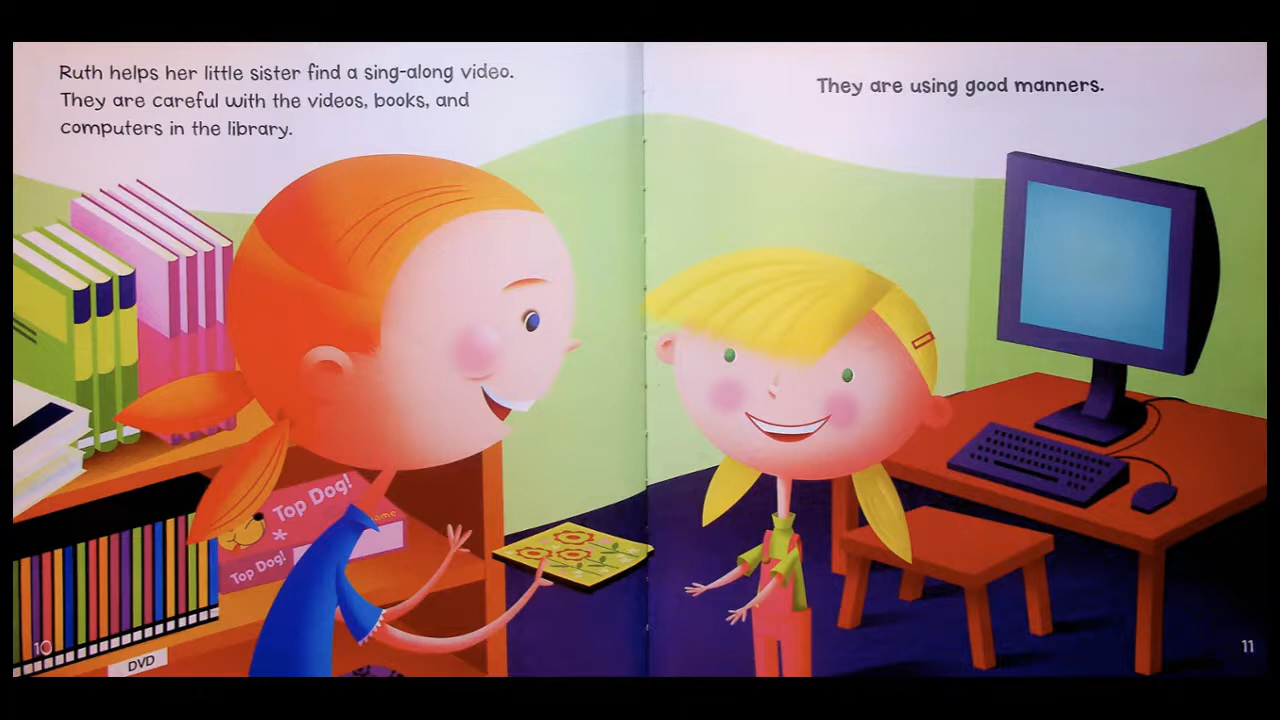 Ruth helps her little sister find a sing-along video.
They are careful with the videos, books, and
computers in the library.
They are using good manners.
Top Dog!
Top Dog!
DVD
10
11